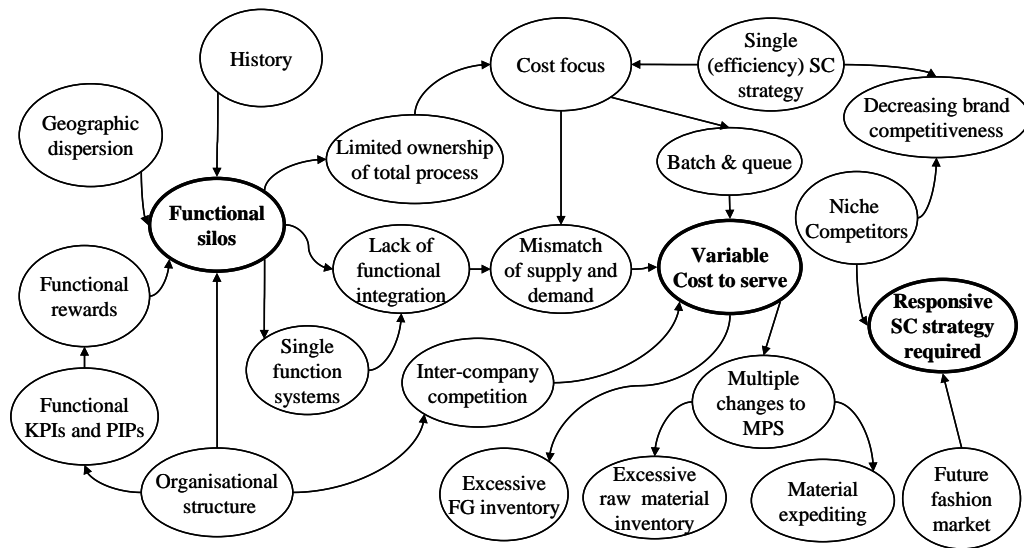 History
Cost focus
Single
(efficiency) SC
strategy
Decreasing brand
competitiveness
Geographic
dispersion
Limited ownership
of total process
Batch & queue
Functional
silos
Niche
Competitors
Lack of
functional
integration
Mismatch
of supply and
demand
Variable
Cost to serve
Functional
rewards
Responsive
SC strategy
required
Single
function
systems
Inter-company
competition
Multiple
changes to
MPS
Functional
KPIs and PIPs
Organisational
structure
Excessive
FG inventory
Excessive
raw material
inventory
Material
expediting
Future
fashion
market